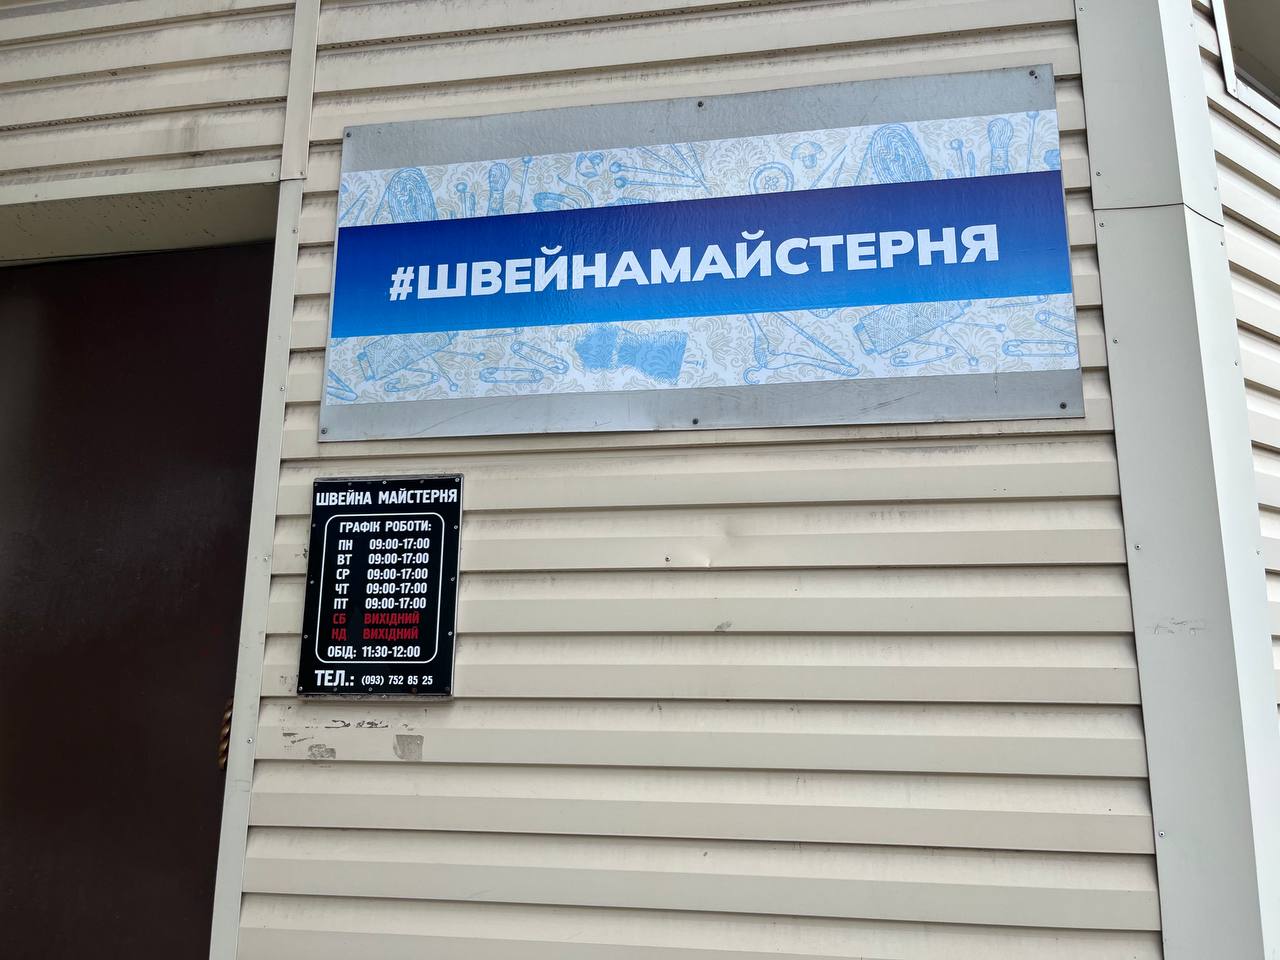 #ШВЕЙНАМАЙСТЕРНЯ
ШВЕЙНА МАЙСТЕРНЯ
ГРАФІК РОБОТИ:
ПН 09:00-17:00
ВТ 09:00-17:00
СР 09:00-17:00
ЧТ 09:00-17:00
ПТ 09:00-17:00
СБ ВИХІДНИЙ
НД ВИХІДНИЙ
ОБІД: 11:30-12:00
ТЕЛ.: (093) 752 85 25